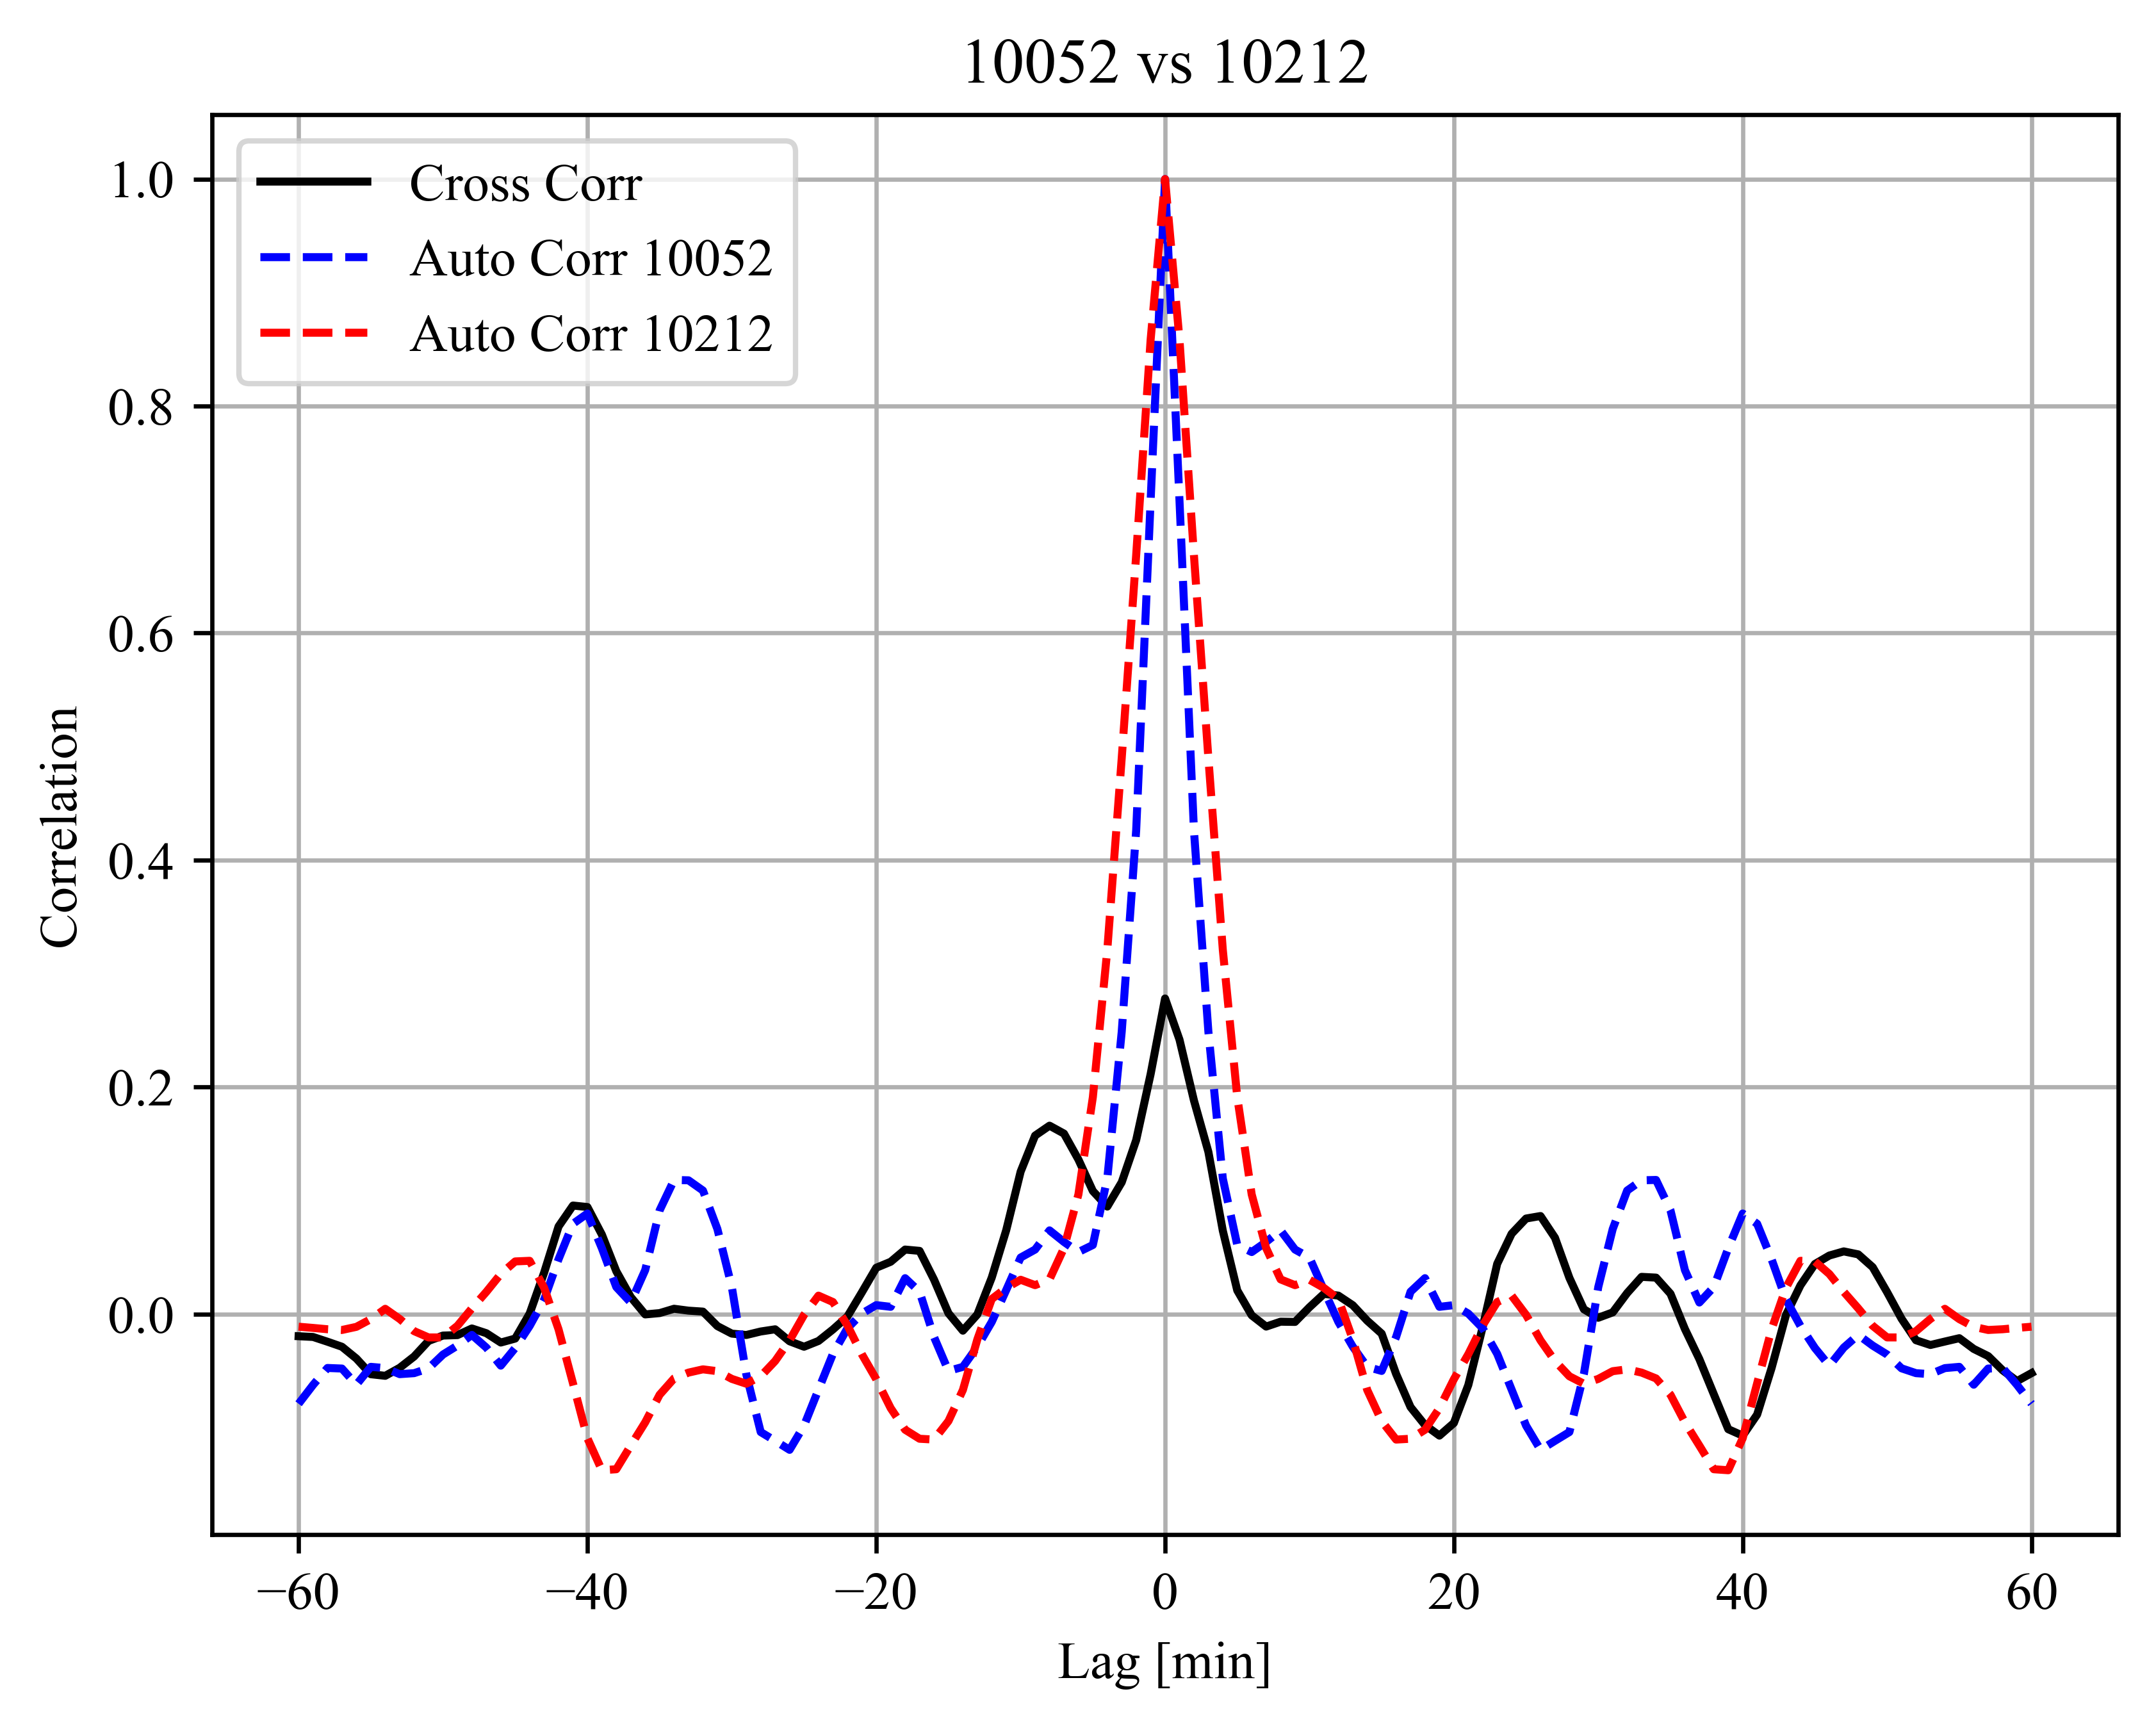 10052 vs 10212
Cross Corr
Auto Corr 10052
Auto Corr 10212
1.0
0.8
0.6
0.4
0.2
0.0
Correlation
−60 −40 −20 0 20 40 60
Lag [min]